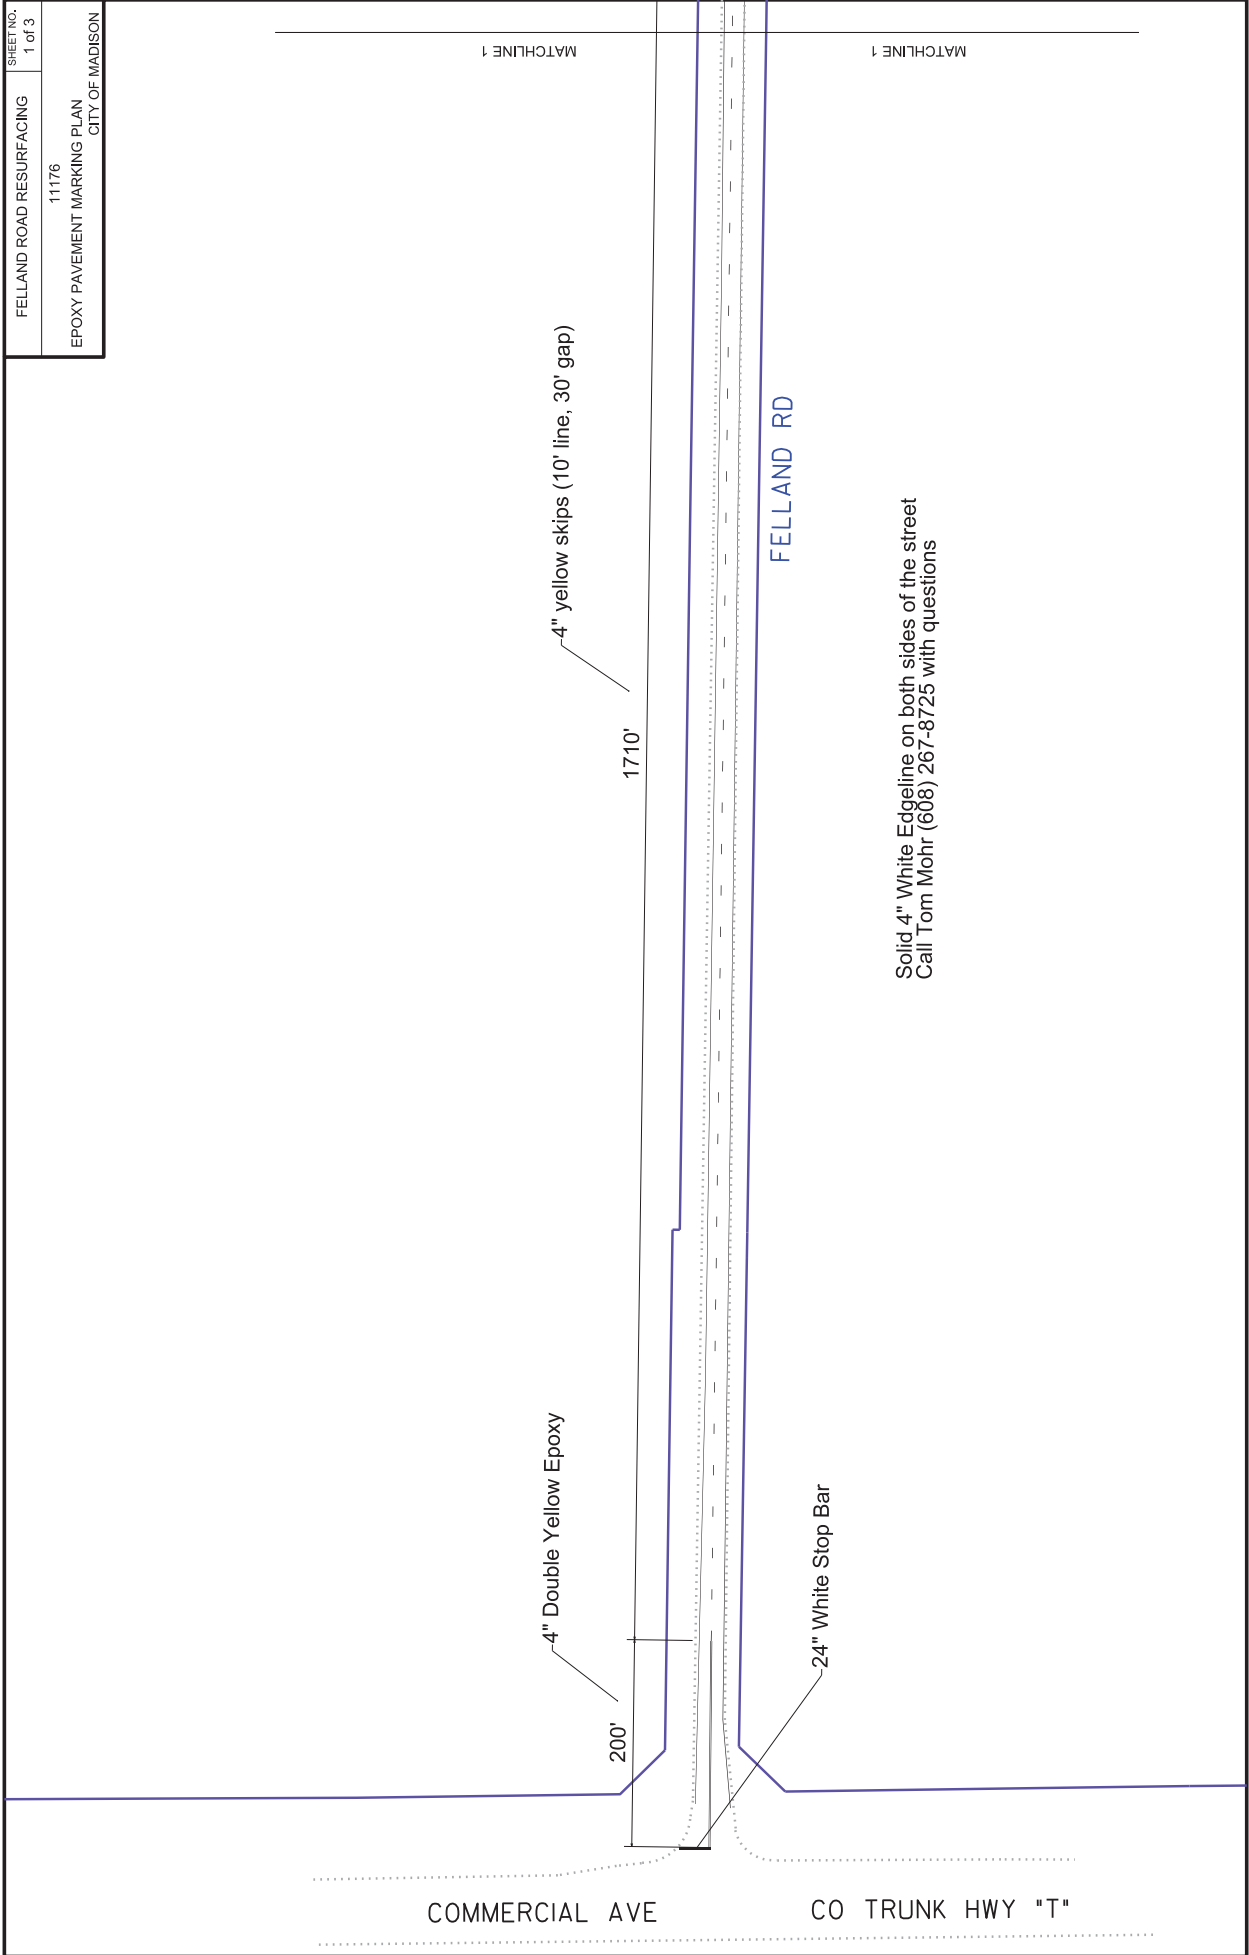 SHEET NO.
1 of 3
FELLAND ROAD RESURFACING
11176
EPOXY PAVEMENT MARKING PLAN
CITY OF MADISON
MATCHLINE 1
MATCHLINE 1
4" yellow skips (10' line, 30' gap)
1710'
FELLAND RD
Solid 4" White Edgeline on both sides of the street
Call Tom Mohr (608) 267-8725 with questions
4" Double Yellow Epoxy
200'
24" White Stop Bar
COMMERCIAL AVE
CO TRUNK HWY "T"